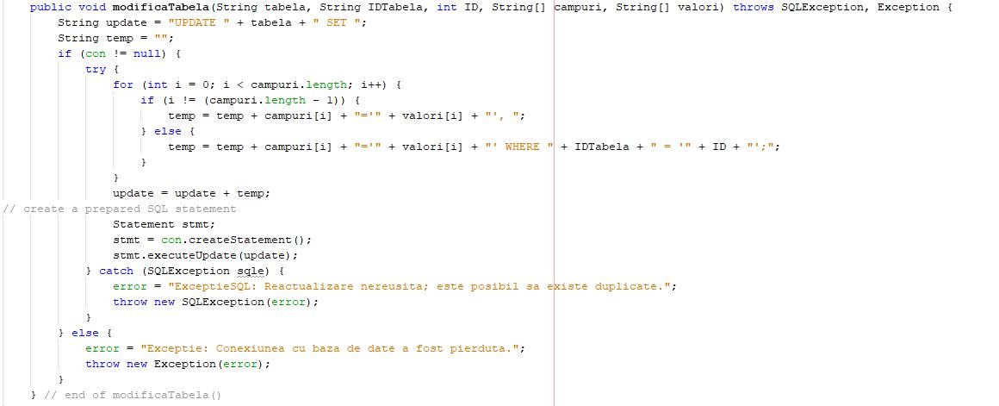 public void modificaTabela(String tabela, String IDTabela, int ID, String[] campuri, String[] valori) throws SQLException, Exception {
String update = "UPDATE " + tabela + " SET ";
String temp = "";
if (con != null) {
try {
for (int i = 0; i < campuri.length; i++) {
if (i != (campuri.length - 1)) {
temp = temp + campuri[i] + "='" + valori[i] + "', ";
} else {
temp = temp + campuri[i] + "='" + valori[i] + "' WHERE " + IDTabela + " = '" + ID + "';";
}
}
update = update + temp;
// create a prepared SQL statement
Statement stmt;
stmt = con.createStatement();
stmt.executeUpdate(update);
} catch (SQLException sqle) {
error = "ExceptieSQL: Reactualizare nereusita; este posibil sa existe duplicate.";
throw new SQLException(error);
}
} else {
error = "Exceptie: Conexiunea cu baza de date a fost pierduta.";
throw new Exception(error);
}
} // end of modificaTabela()